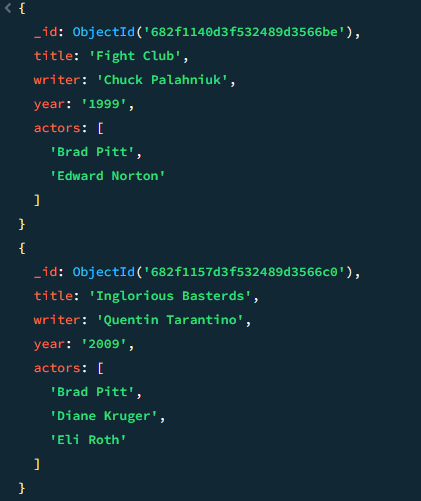 {
_id: ObjectId('682f1140d3f532489d3566be'),
title: 'Fight Club',
writer: 'Chuck Palahniuk',
year: '1999',
actors: [
'Brad Pitt',
'Edward Norton'
]
}
{
_id: ObjectId('682f1157d3f532489d3566c0'),
title: 'Inglorious Basterds',
writer: 'Quentin Tarantino',
year: '2009',
actors: [
'Brad Pitt',
'Diane Kruger',
'Eli Roth'
]
}